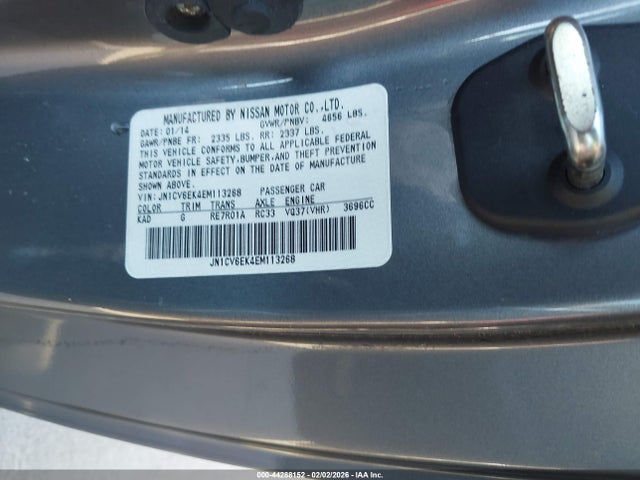 MANUFACTURED BY NISSAN MOTOR CO.,LTD.
DATE: 01/14 GVWR/PNBV: 4656 LBS.
GAWR/PNBE FR: 2335 LBS. RR: 2337 LBS.
THIS VEHICLE CONFORMS TO ALL APPLICABLE FEDERAL
MOTOR VEHICLE SAFETY,BUMPER,AND THEFT PREVENTION
STANDARDS IN EFFECT ON THE DATE OF MANUFACTURE
SHOWN ABOVE.
VIN: JN1CV6EK4EM113268 PASSENGER CAR
COLOR TRIM TRANS AXLE ENGINE
KAD G RE7R01A RC33 VQ37(VHR) 3696CC
JN1CV6EK4EM113268
000-44288152 - 02/02/2026 - IAA Inc.